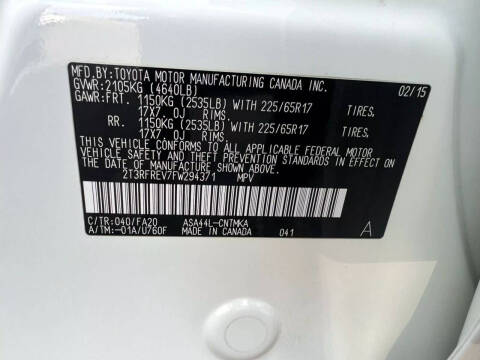 MFD.BY: TOYOTA MOTOR MANUFACTURING CANADA INC. 02/15
GVWR: 2105KG (4640LB)
GAWR: FRT. 1150KG (2535LB) WITH 225/65R17 TIRES.
17X7 OJ RIMS,
RR. 1150KG (2535LB) WITH 225/65R17 TIRES.
17X7 OJ RIMS,
THIS VEHICLE CONFORMS TO ALL APPLICABLE FEDERAL MOTOR
VEHICLE SAFETY AND THEFT PREVENTION STANDARDS IN EFFECT
ON THE DATE OF MANUFACTURE SHOWN ABOVE.
2T3RFREV7FW294371 MPV
C/TR: 040/FA20 ASA44L-CNTMKA A
A/TM: -01A/U760F MADE IN CANADA 041